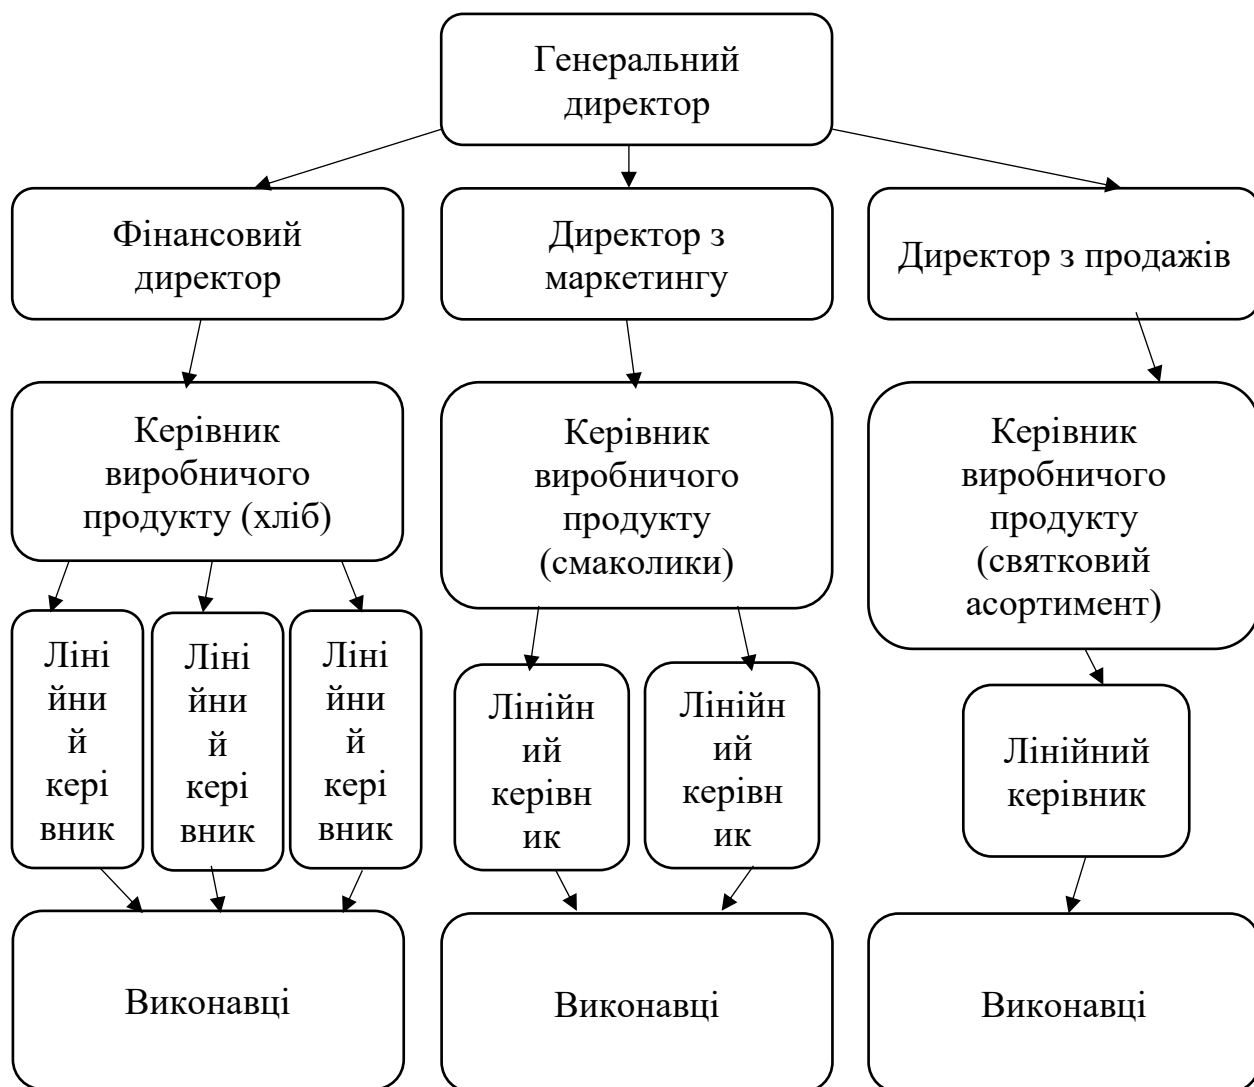 Генеральний
директор
Фінансовий
директор
Директор з
маркетингу
Директор з продажів
Керівник
виробничого
продукту (хліб)
Керівник
виробничого
продукту
(смаколики)
Керівник
виробничого
продукту
(святковий
асортимент)
Ліні
йни
й
кері
вник
Ліні
йни
й
кері
вник
Ліні
йни
й
кері
вник
Лінійн
ий
керівн
ик
Лінійн
ий
керівн
ик
Лінійний
керівник
Виконавці
Виконавці
Виконавці